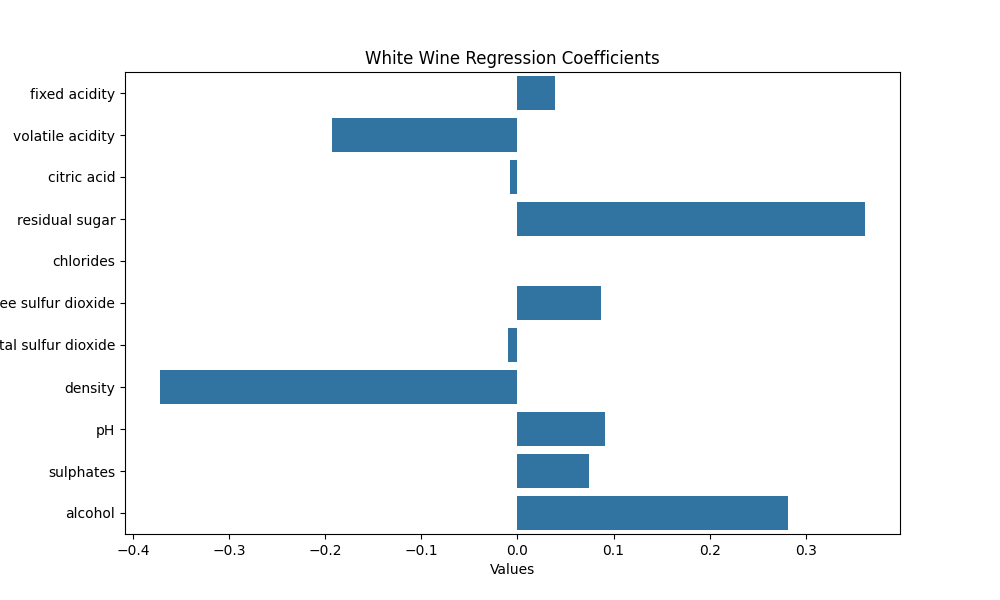 White Wine Regression Coefficients
fixed acidity
volatile acidity
citric acid
residual sugar
chlorides
ee sulfur dioxide
tal sulfur dioxide
density
pH
sulphates
alcohol
−0.4 −0.3 −0.2 −0.1 0.0 0.1 0.2 0.3
Values